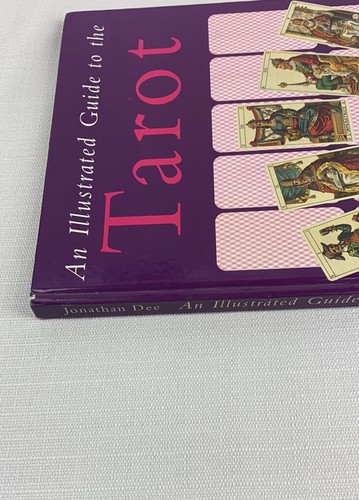 An Illustrated Guide to the
Tarot
Jonathan Dee An Illustrated Guide